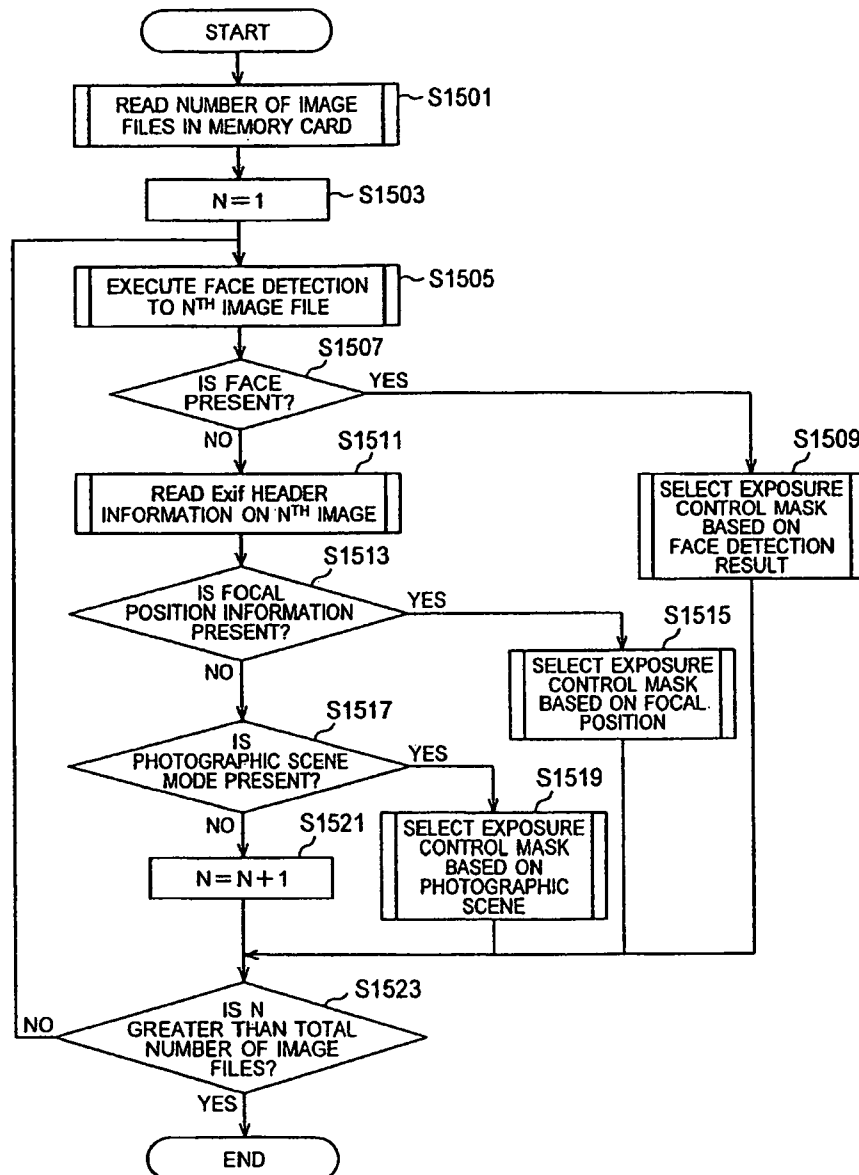 START
READ NUMBER OF IMAGE
FILES IN MEMORY CARD
S1501
N=1
S1503
EXECUTE FACE DETECTION
TO NTH IMAGE FILE
S1505
S1507
IS FACE
PRESENT?
YES
NO
S1511
S1509
READ Exif HEADER
INFORMATION ON NTH IMAGE
SELECT EXPOSURE
CONTROL MASK
BASED ON
FACE DETECTION
RESULT
S1513
IS FOCAL
POSITION INFORMATION
PRESENT?
YES
NO
S1515
SELECT EXPOSURE
CONTROL MASK
BASED ON FOCAL
POSITION
S1517
IS
PHOTOGRAPHIC SCENE
MODE PRESENT?
YES
NO
S1519
SELECT EXPOSURE
CONTROL MASK
BASED ON
PHOTOGRAPHIC
SCENE
S1521
N=N+1
S1523
IS N
GREATER THAN TOTAL
NUMBER OF IMAGE
FILES?
NO
YES
END